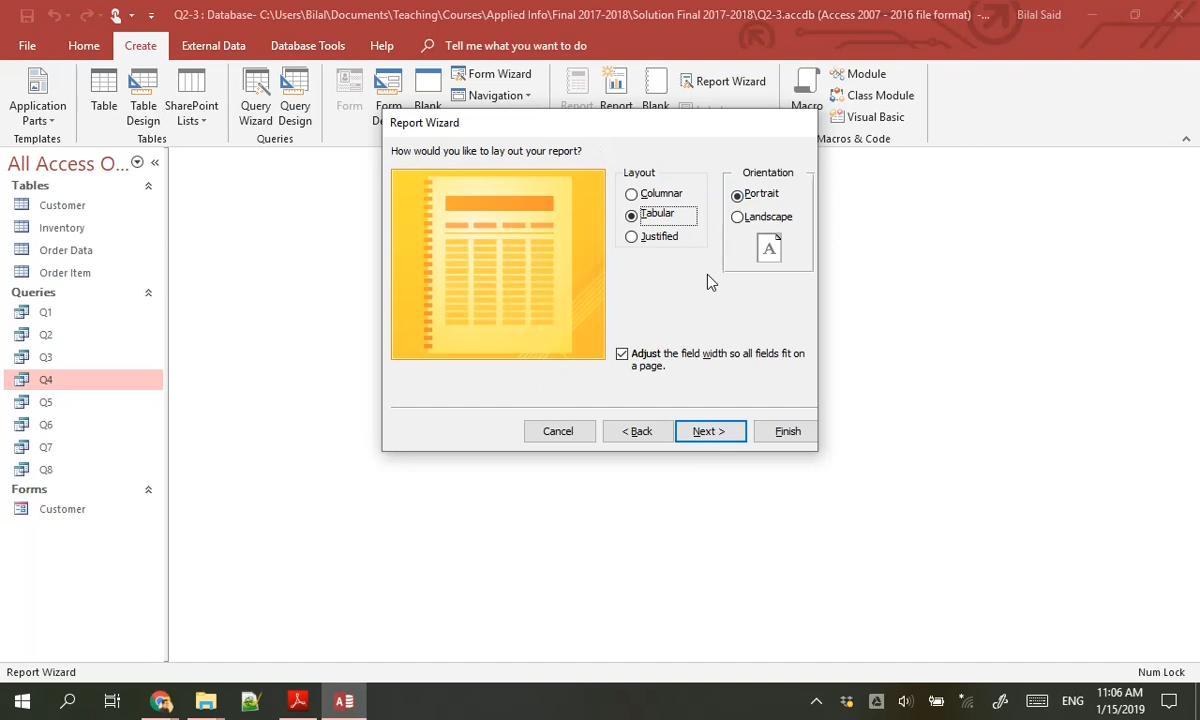 Q2-3 : Database- C:\Users\Bilal\Documents\Teaching\Courses\Applied Info\Final 2017-2018\Solution Final 2017-2018\Q2-3.accdb (Access 2007 - 2016 file format) -...
Bilal Said
File Home Create External Data Database Tools Help Tell me what you want to do
Application Parts
Templates
Table
Table Design
SharePoint Lists
Tables
Query Wizard
Query Design
Queries
Form
Form
Blank
Form Wizard
Navigation
Report
Report
Blank
Report Wizard
Macro
Module
Class Module
Visual Basic
Macros & Code
All Access O...
Tables
Customer
Inventory
Order Data
Order Item
Queries
Q1
Q2
Q3
Q4
Q5
Q6
Q7
Q8
Forms
Customer
Report Wizard
How would you like to lay out your report?
Layout
Columnar
Tabular
Justified
Orientation
Portrait
Landscape
A
Adjust the field width so all fields fit on
a page.
Cancel
< Back
Next >
Finish
Report Wizard
Num Lock
ENG
11:06 AM
1/15/2019